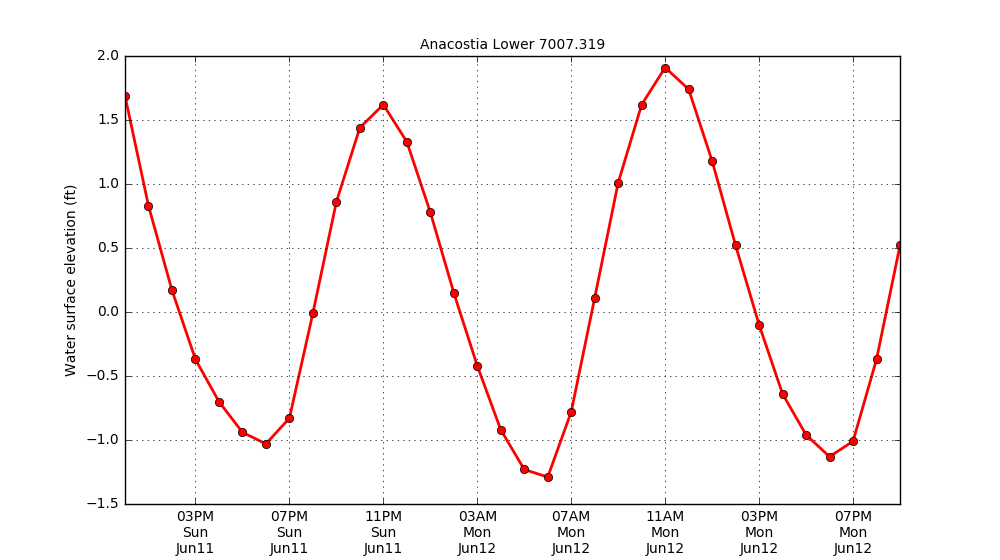 Anacostia Lower 7007.319
Water surface elevation (ft)
2.0
1.5
1.0
0.5
0.0
−0.5
−1.0
−1.5
03PM 07PM 11PM 03AM 07AM 11AM 03PM 07PM
Sun Sun Sun Mon Mon Mon Mon Mon
Jun11 Jun11 Jun11 Jun12 Jun12 Jun12 Jun12 Jun12